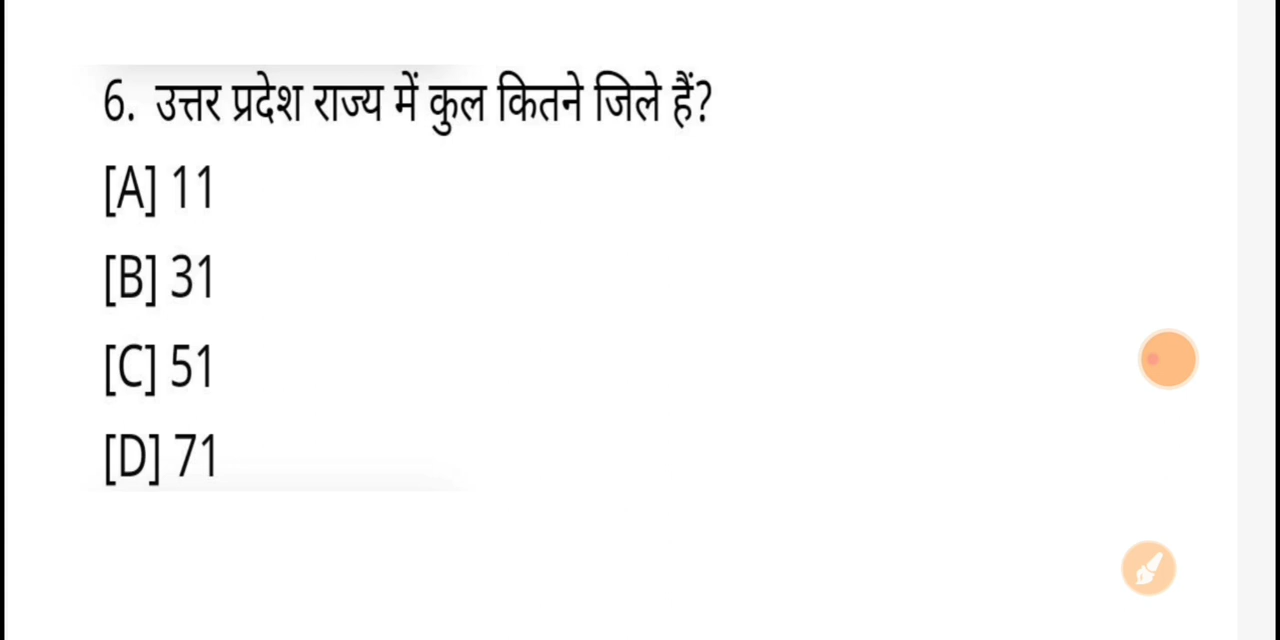 6. उत्तर प्रदेश राज्य में कुल कितने जिले हैं?
[A] 11
[B] 31
[C] 51
[D] 71